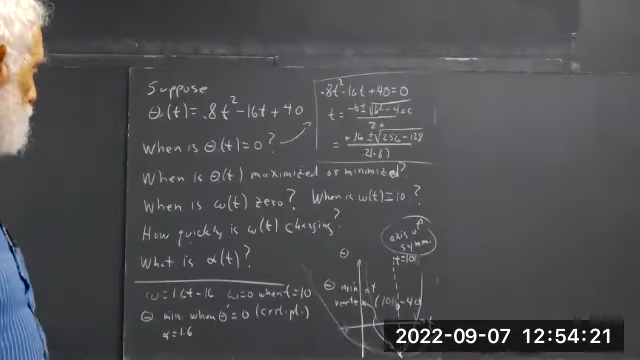 Suppose
θ(t) = .8t² - 16t + 40
When is θ(t) = 0?
When is θ(t) maximized or minimized?
When is ω(t) zero? When is ω(t) = 10?
How quickly is ω(t) changing?
What is α(t)?
ω = 1.6t - 16 ω = 0 when t = 10
θ min. when θ' = 0 (crit. pt.)
α = 1.6
.8t² - 16t + 40 = 0
t = -b ± √b² - 4ac
2a
= +16 ± √256 - 128
2(.8)
axis of
symm.
t = 10
θ
θ min at
vertex (10, -40
2022-09-07 12:54:21